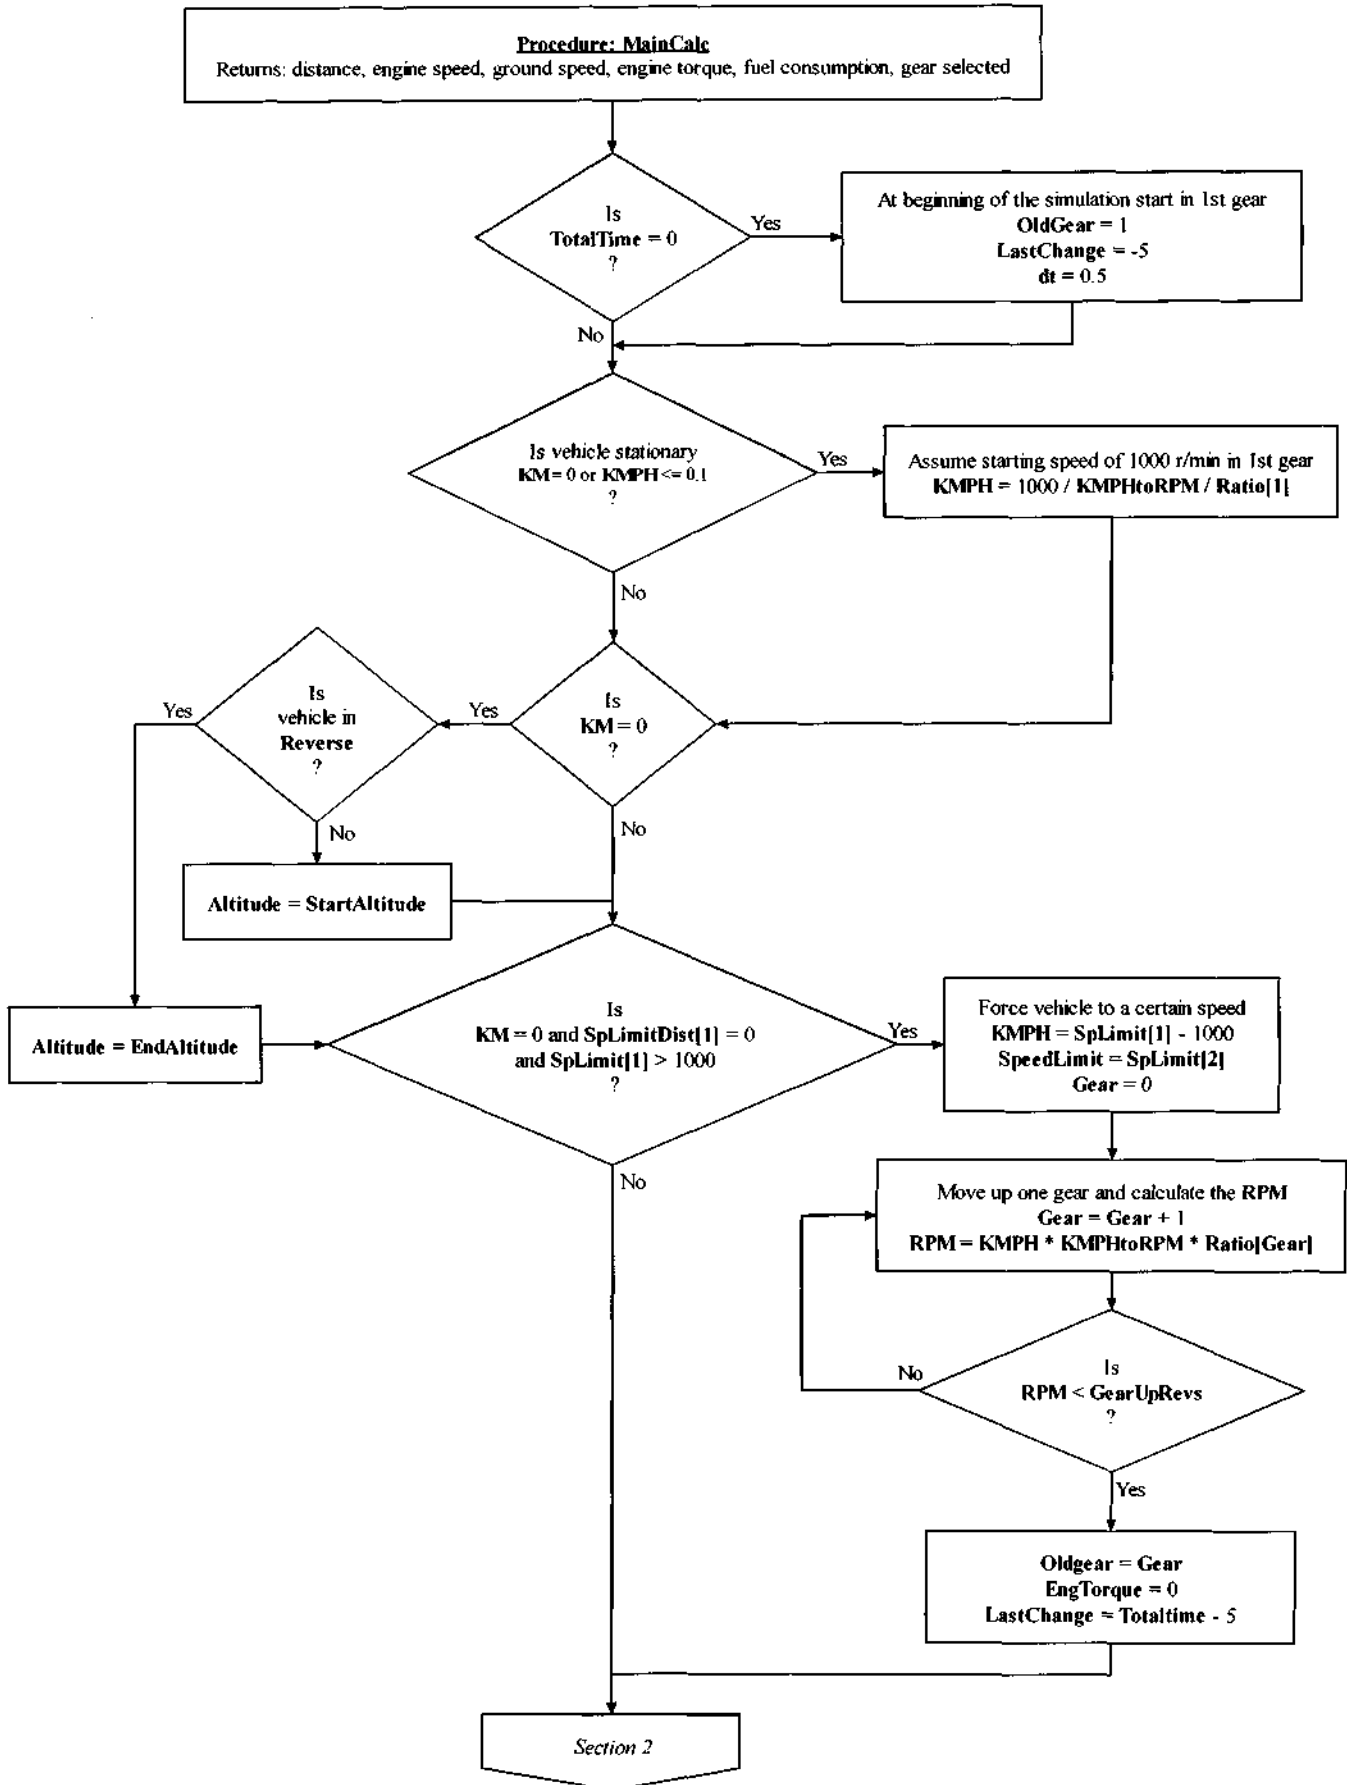 Procedure: MainCalc
Returns: distance, engine speed, ground speed, engine torque, fuel consumption, gear selected
Is
TotalTime = 0
?
Yes
At beginning of the simulation start in 1st gear
OldGear = 1
LastChange = -5
dt = 0.5
No
Is vehicle stationary
KM = 0 or KMPH <= 0.1
?
Yes
Assume starting speed of 1000 r/min in 1st gear
KMPH = 1000 / KMPHtoRPM / Ratio[1]
No
Is
KM = 0
?
Yes
Is
vehicle in
Reverse
?
Yes
No
No
Altitude = StartAltitude
Altitude = EndAltitude
Is
KM = 0 and SpLimitDist[1] = 0
and SpLimit[1] > 1000
?
Yes
Force vehicle to a certain speed
KMPH = SpLimit[1] - 1000
SpeedLimit = SpLimit[2]
Gear = 0
No
Move up one gear and calculate the RPM
Gear = Gear + 1
RPM = KMPH * KMPHtoRPM * Ratio[Gear]
Is
RPM < GearUpRevs
?
No
Yes
Oldgear = Gear
EngTorque = 0
LastChange = Totaltime - 5
Section 2